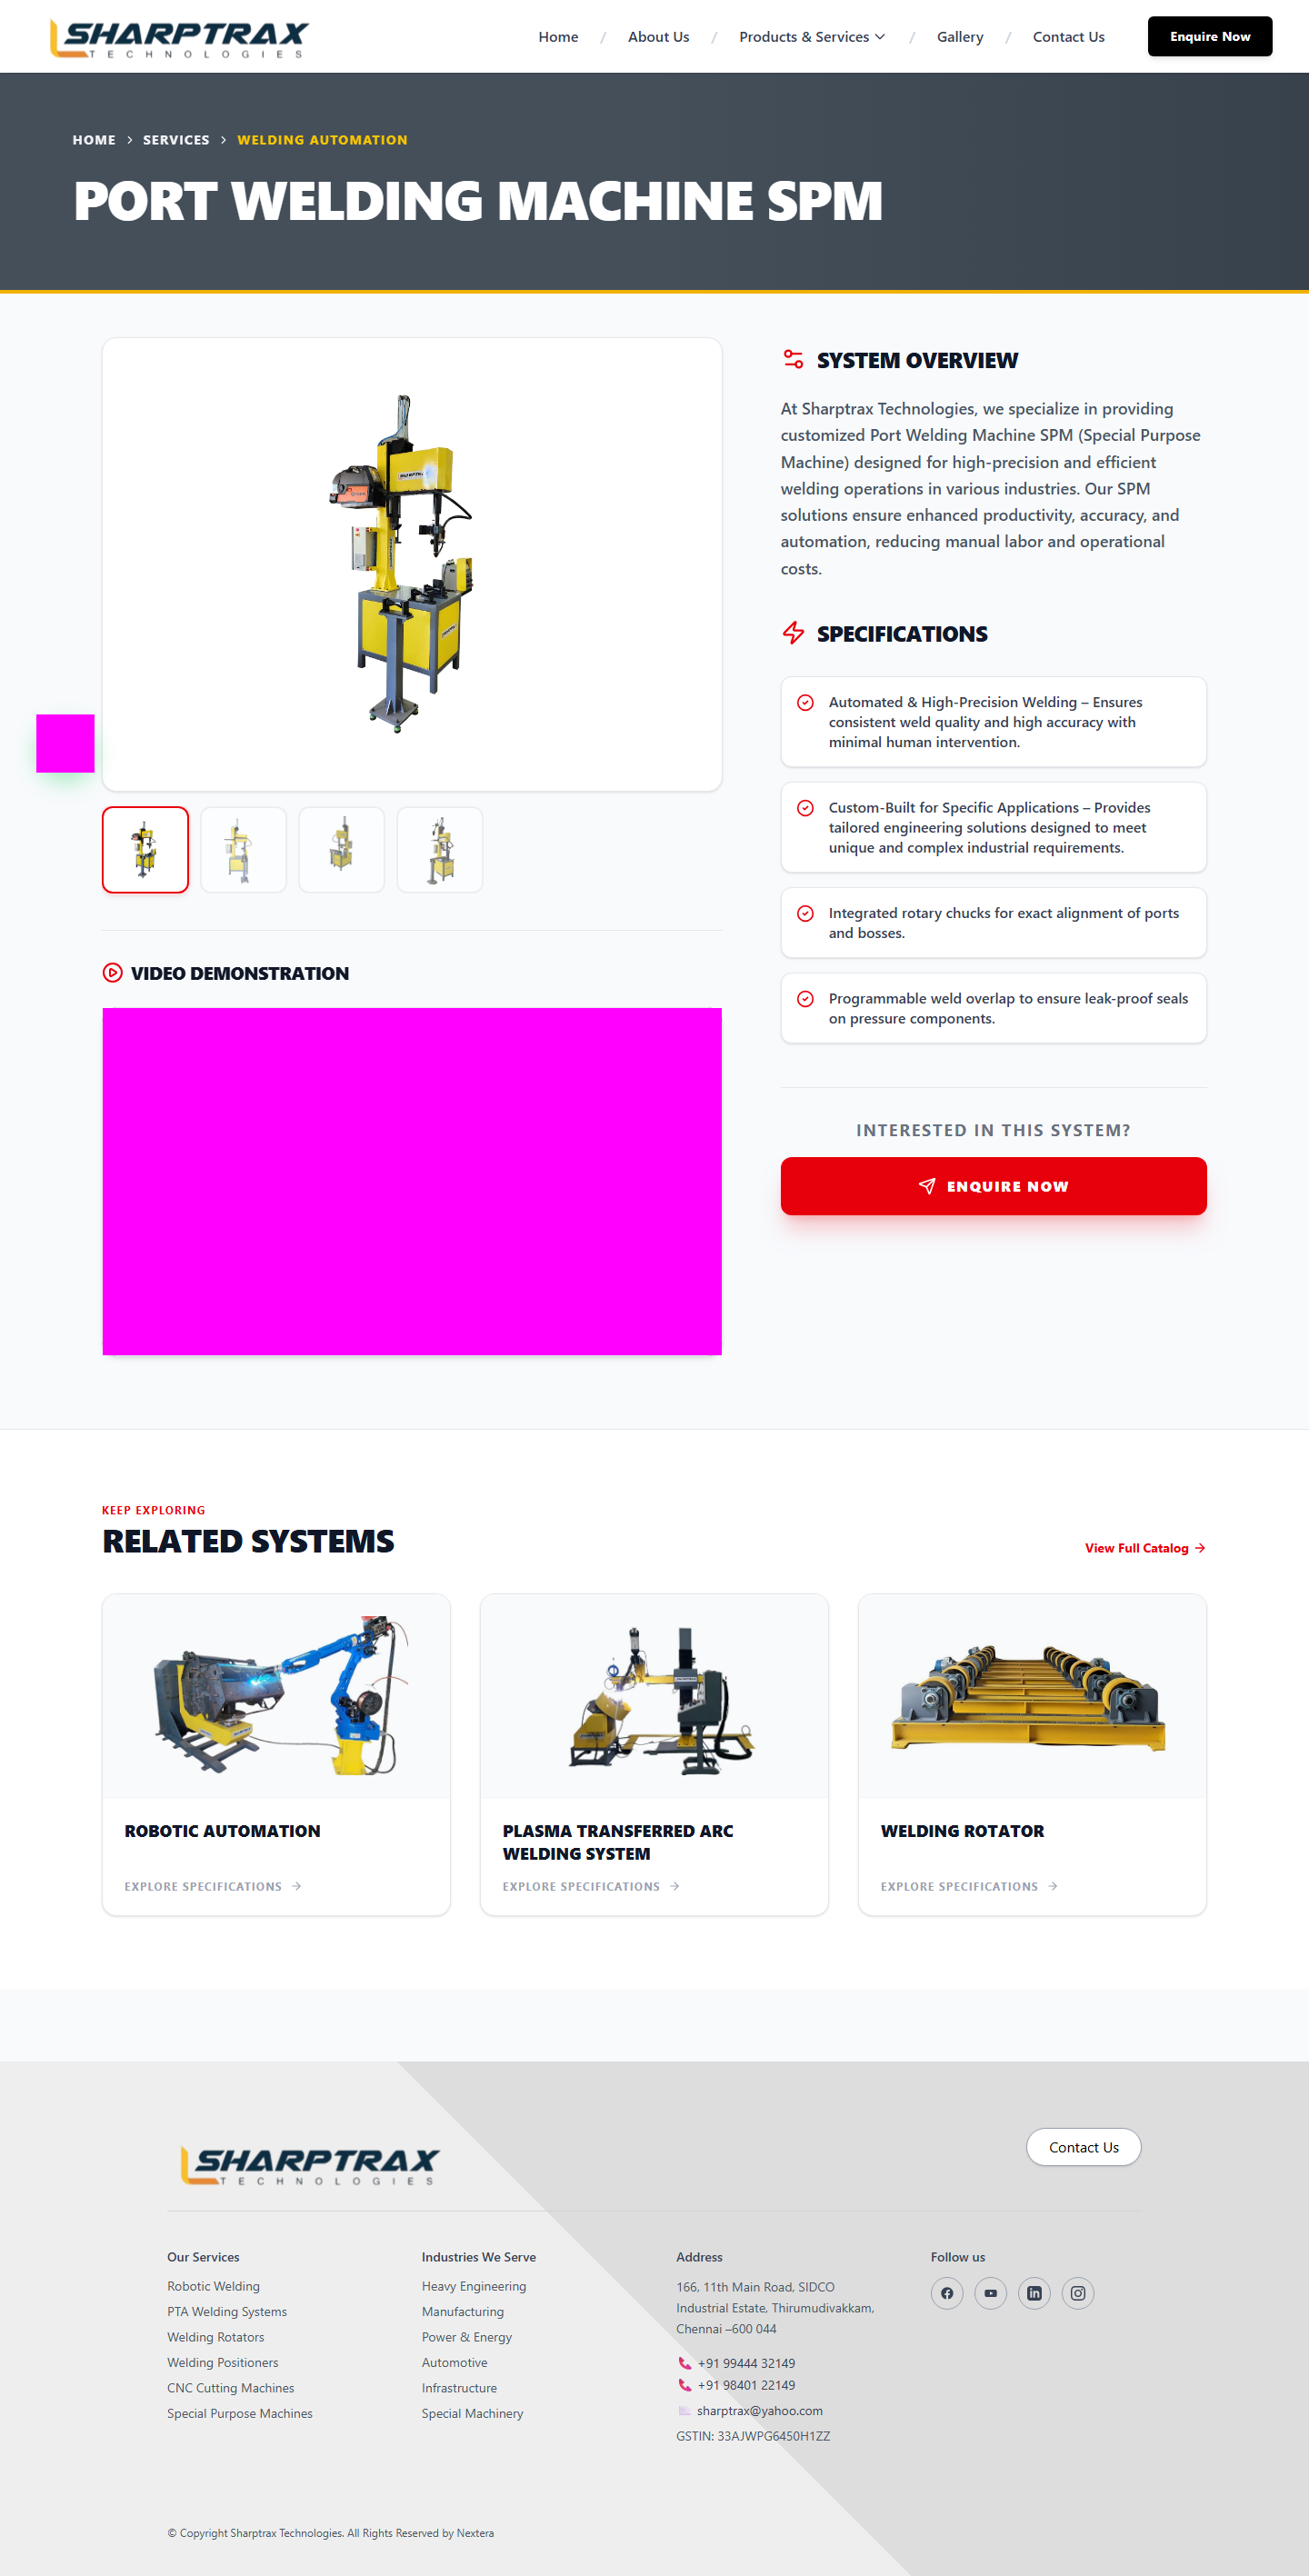 SHARPTRAX
TECHNOLOGIES
Home / About Us / Products & Services / Gallery / Contact Us
Enquire Now
HOME > SERVICES > WELDING AUTOMATION
PORT WELDING MACHINE SPM
SYSTEM OVERVIEW
At Sharptrax Technologies, we specialize in providing
customized Port Welding Machine SPM (Special Purpose
Machine) designed for high-precision and efficient
welding operations in various industries. Our SPM
solutions ensure enhanced productivity, accuracy, and
automation, reducing manual labor and operational
costs.
SPECIFICATIONS
Automated & High-Precision Welding – Ensures
consistent weld quality and high accuracy with
minimal human intervention.
Custom-Built for Specific Applications – Provides
tailored engineering solutions designed to meet
unique and complex industrial requirements.
Integrated rotary chucks for exact alignment of ports
and bosses.
Programmable weld overlap to ensure leak-proof seals
on pressure components.
INTERESTED IN THIS SYSTEM?
ENQUIRE NOW
VIDEO DEMONSTRATION
KEEP EXPLORING
RELATED SYSTEMS
View Full Catalog
ROBOTIC AUTOMATION
EXPLORE SPECIFICATIONS
PLASMA TRANSFERRED ARC
WELDING SYSTEM
EXPLORE SPECIFICATIONS
WELDING ROTATOR
EXPLORE SPECIFICATIONS
SHARPTRAX
TECHNOLOGIES
Contact Us
Our Services
Robotic Welding
PTA Welding Systems
Welding Rotators
Welding Positioners
CNC Cutting Machines
Special Purpose Machines
Industries We Serve
Heavy Engineering
Manufacturing
Power & Energy
Automotive
Infrastructure
Special Machinery
Address
166, 11th Main Road, SIDCO
Industrial Estate, Thirumudivakkam,
Chennai –600 044
+91 99444 32149
+91 98401 22149
sharptrax@yahoo.com
GSTIN: 33AJWPG6450H1ZZ
Follow us
© Copyright Sharptrax Technologies. All Rights Reserved by Nextera